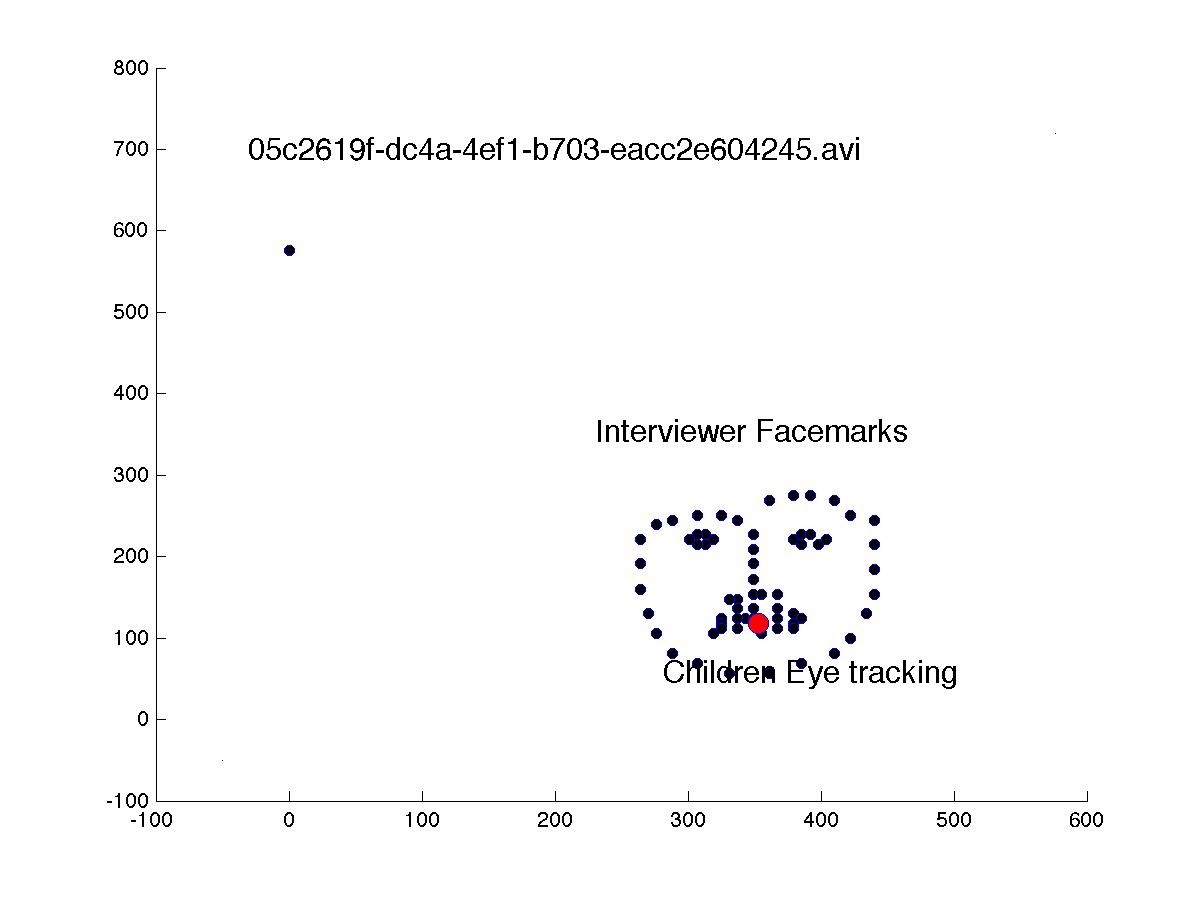 800
700
05c2619f-dc4a-4ef1-b703-eacc2e604245.avi
600
500
400
Interviewer Facemarks
300
200
100
Children Eye tracking
0
-100
-100 0 100 200 300 400 500 600